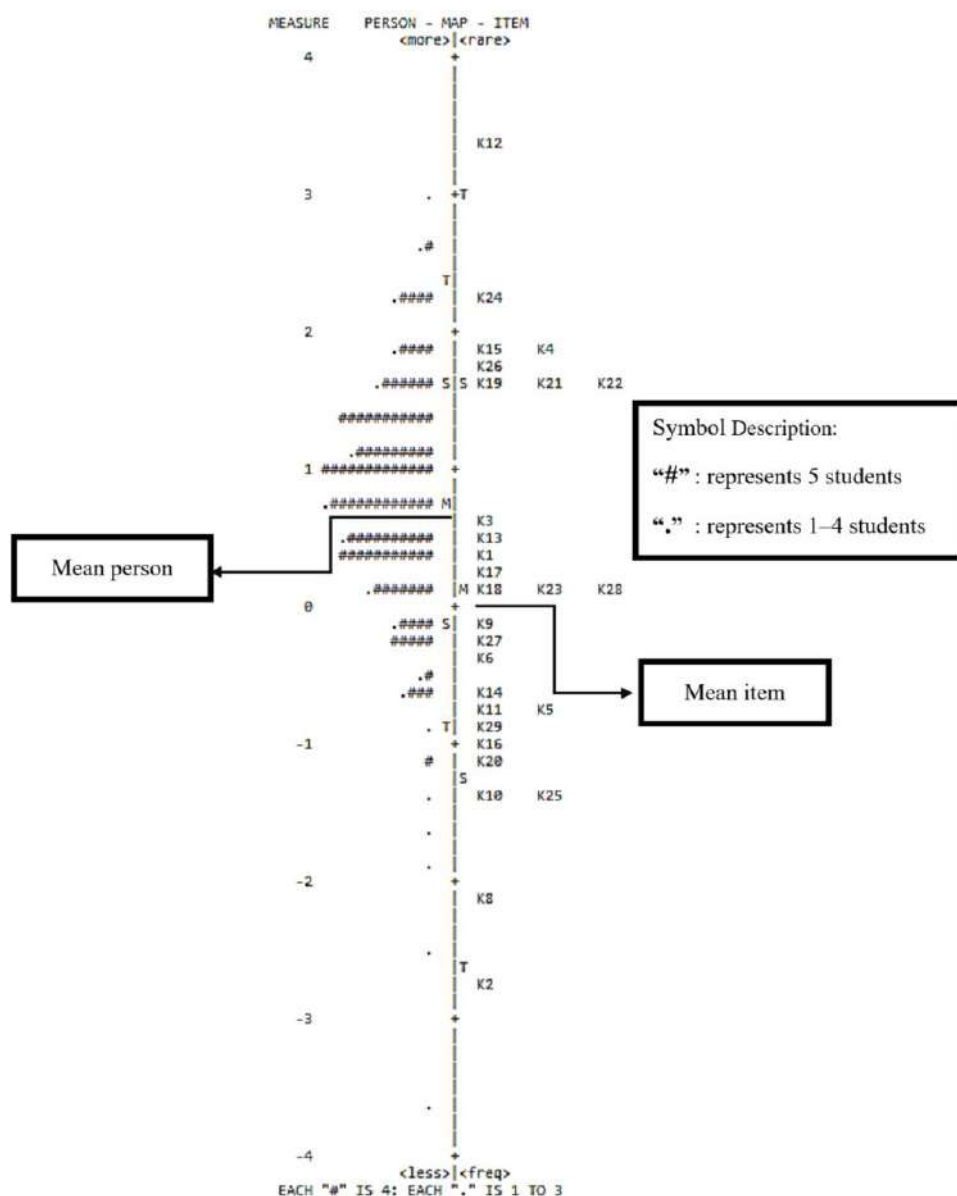 MEASURE PERSON - MAP - ITEM
<more>|<rare>
4 +
|
|
|
|
| K12
|
|
3 . +T
|
|
.# |
|
T|
.#### | K24
|
2 +
.#### | K15 K4
| K26
.###### S|S K19 K21 K22
|
########### |
|
.######### |
1 ############# +
|
.############ M|
| K3
.########## | K13
########### | K1
| K17
.####### |M K18 K23 K28
0 +
.#### S| K9
##### | K27
| K6
.# |
.### | K14
| K11 K5
. T| K29
-1 + K16
# | K20
|S
. | K10 K25
|
. |
|
. |
-2 +
| K8
|
|
. |
|T
| K2
|
-3 +
|
|
|
|
. |
|
|
-4 +
<less>|<freq>
EACH "#" IS 4: EACH "." IS 1 TO 3
Mean person
Symbol Description:
“#” : represents 5 students
“.” : represents 1–4 students
Mean item